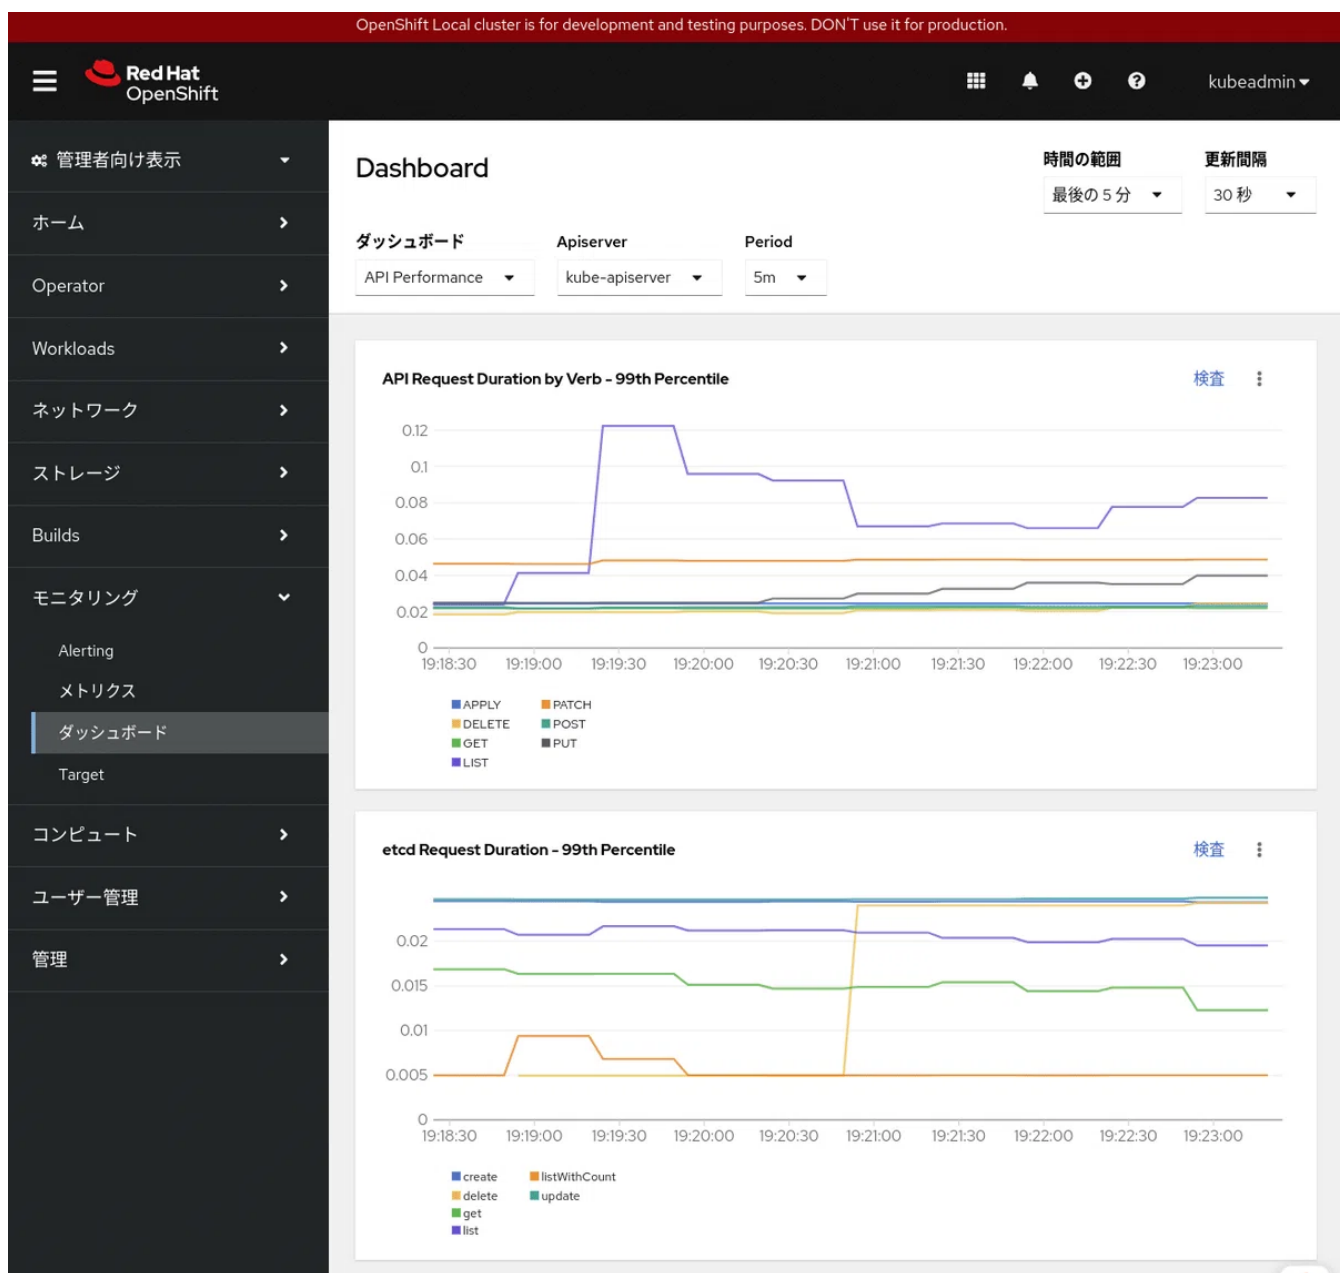 OpenShift Local cluster is for development and testing purposes. DON'T use it for production.
Red Hat
OpenShift
kubeadmin
管理者向け表示
ホーム
Operator
Workloads
ネットワーク
ストレージ
Builds
モニタリング
Alerting
メトリクス
ダッシュボード
Target
コンピュート
ユーザー管理
管理
Dashboard
時間の範囲
最後の 5 分
更新間隔
30 秒
ダッシュボード
API Performance
Apiserver
kube-apiserver
Period
5m
API Request Duration by Verb - 99th Percentile
検査
0.12
0.1
0.08
0.06
0.04
0.02
0
19:18:30 19:19:00 19:19:30 19:20:00 19:20:30 19:21:00 19:21:30 19:22:00 19:22:30 19:23:00
APPLY PATCH
DELETE POST
GET PUT
LIST
etcd Request Duration - 99th Percentile
検査
0.02
0.015
0.01
0.005
0
19:18:30 19:19:00 19:19:30 19:20:00 19:20:30 19:21:00 19:21:30 19:22:00 19:22:30 19:23:00
create listWithCount
delete update
get
list